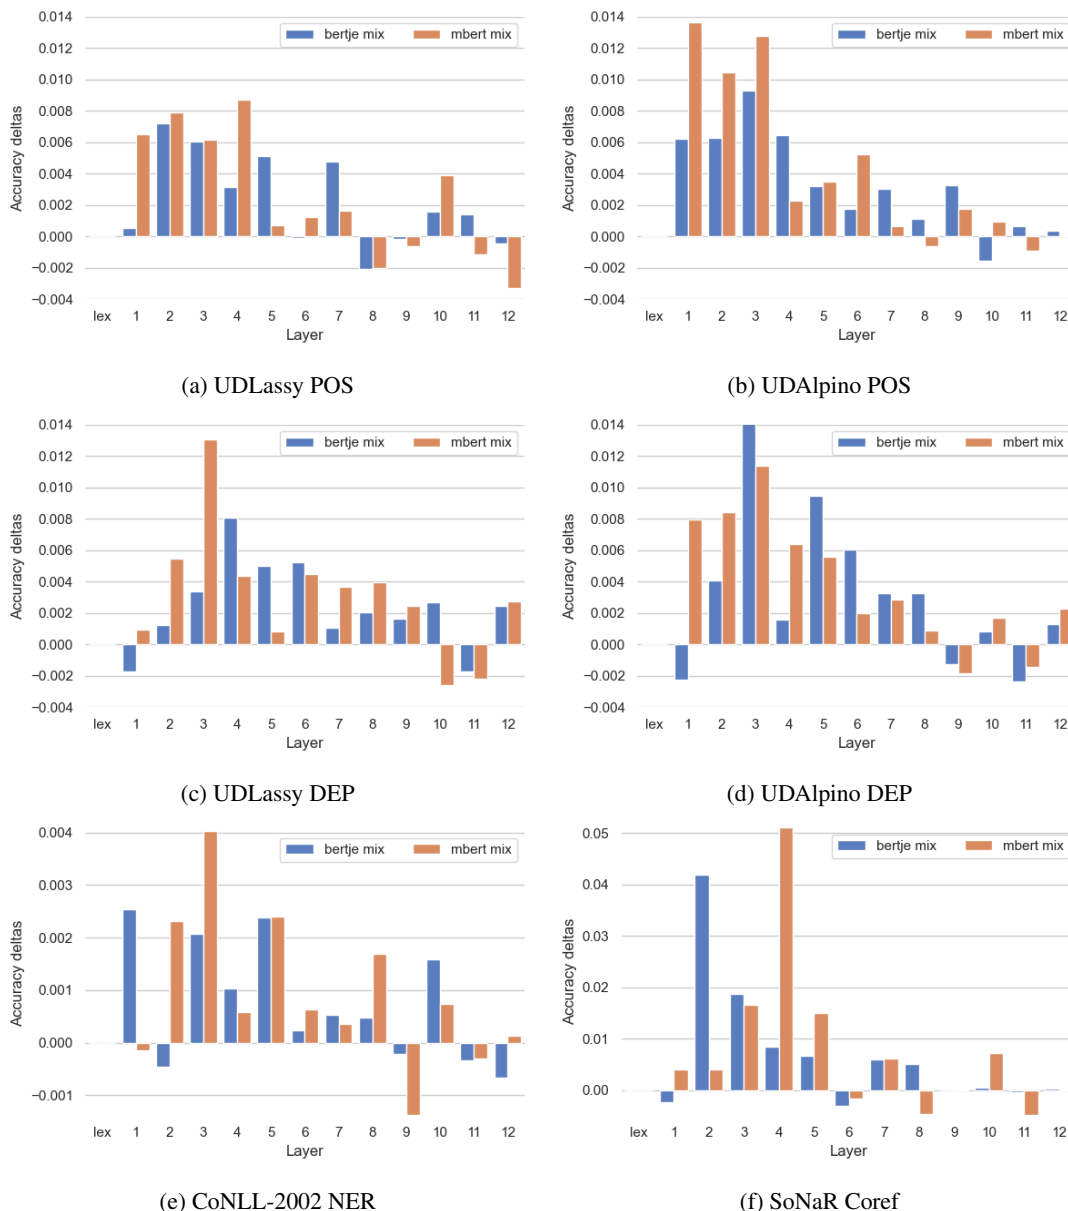 0.014
0.012
0.010
0.008
0.006
0.004
0.002
0.000
−0.002
−0.004
Accuracy deltas
bertje mix mbert mix
lex 1 2 3 4 5 6 7 8 9 10 11 12
Layer
(a) UDLassy POS
0.014
0.012
0.010
0.008
0.006
0.004
0.002
0.000
−0.002
−0.004
Accuracy deltas
bertje mix mbert mix
lex 1 2 3 4 5 6 7 8 9 10 11 12
Layer
(b) UDAlpino POS
0.014
0.012
0.010
0.008
0.006
0.004
0.002
0.000
−0.002
−0.004
Accuracy deltas
bertje mix mbert mix
lex 1 2 3 4 5 6 7 8 9 10 11 12
Layer
(c) UDLassy DEP
0.014
0.012
0.010
0.008
0.006
0.004
0.002
0.000
−0.002
−0.004
Accuracy deltas
bertje mix mbert mix
lex 1 2 3 4 5 6 7 8 9 10 11 12
Layer
(d) UDAlpino DEP
0.004
0.003
0.002
0.001
0.000
−0.001
Accuracy deltas
bertje mix mbert mix
lex 1 2 3 4 5 6 7 8 9 10 11 12
Layer
(e) CoNLL-2002 NER
0.05
0.04
0.03
0.02
0.01
0.00
Accuracy deltas
bertje mix mbert mix
lex 1 2 3 4 5 6 7 8 9 10 11 12
Layer
(f) SoNaR Coref